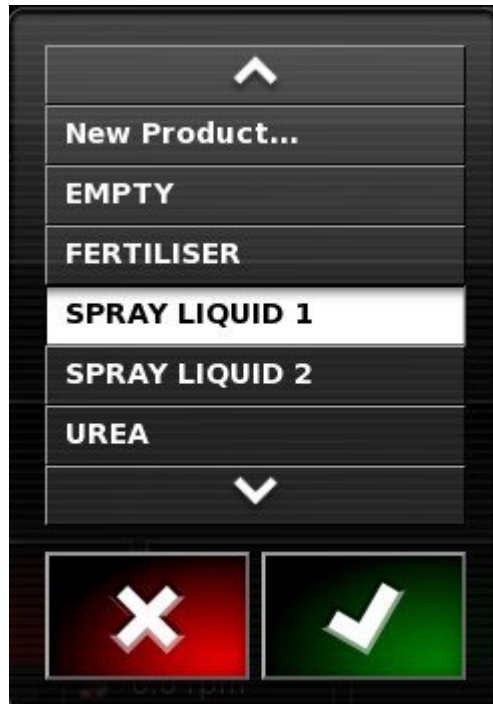 New Product...
EMPTY
FERTILISER
SPRAY LIQUID 1
SPRAY LIQUID 2
UREA